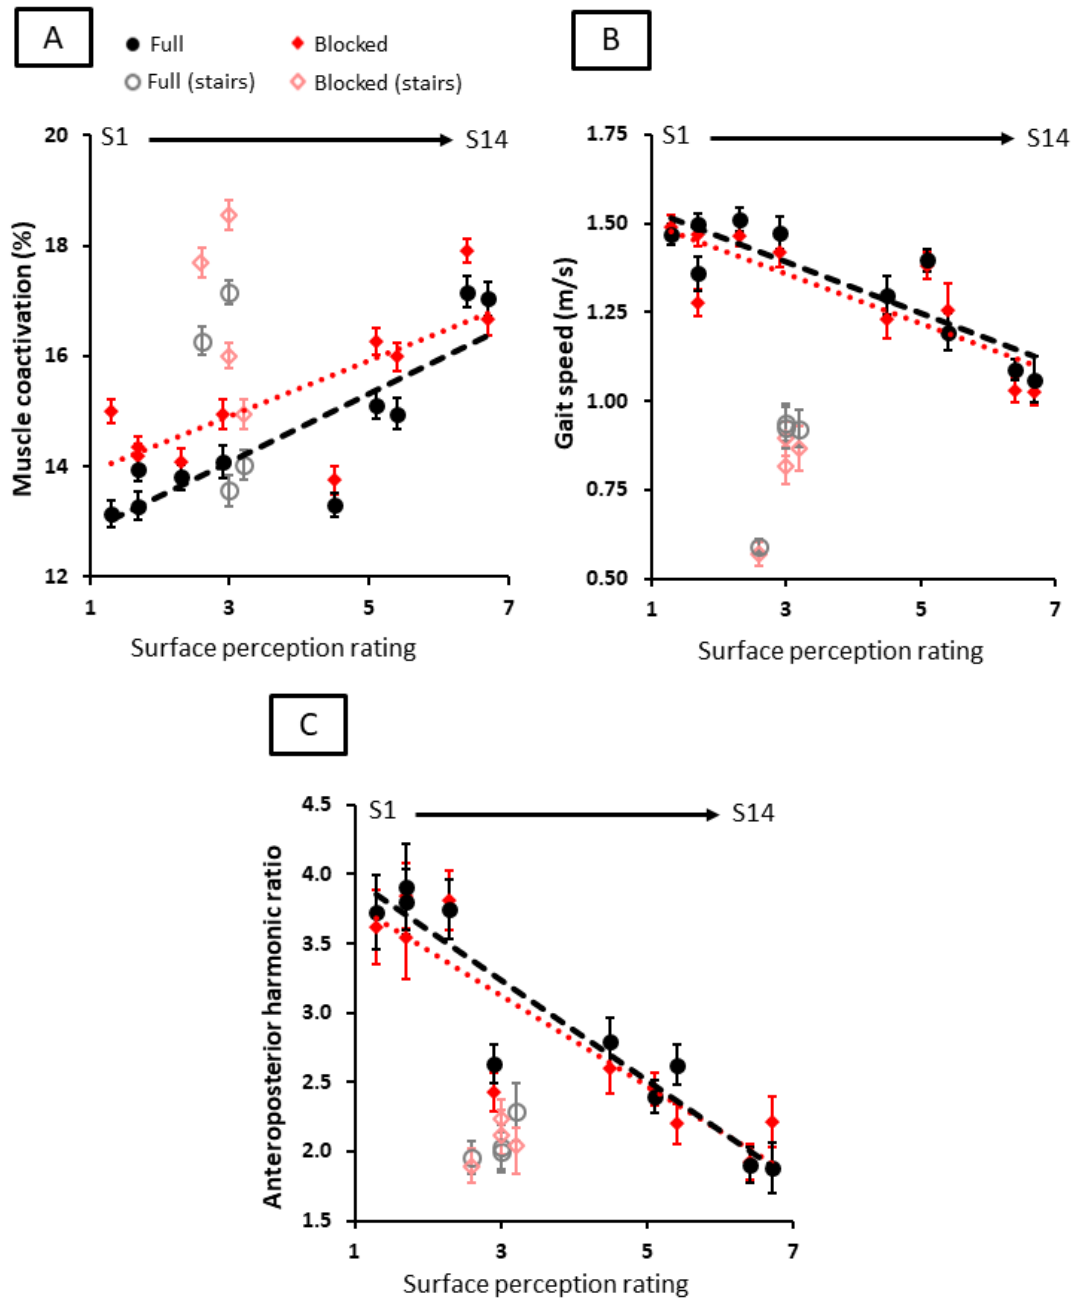 A
B
Full
Blocked
Full (stairs)
Blocked (stairs)
S1
S14
20
18
16
14
12
Muscle coactivation (%)
1
3
5
7
Surface perception rating
S1
S14
1.75
1.50
1.25
1.00
0.75
0.50
Gait speed (m/s)
1
3
5
7
Surface perception rating
C
S1
S14
4.5
4.0
3.5
3.0
2.5
2.0
1.5
Anteroposterior harmonic ratio
1
3
5
7
Surface perception rating